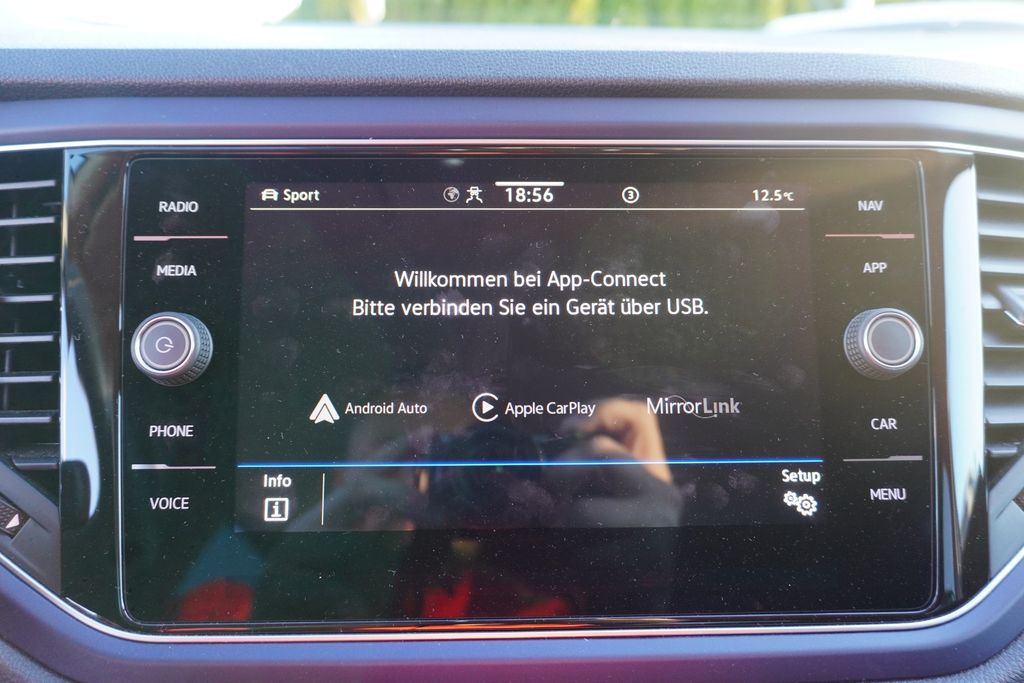 RADIO
MEDIA
PHONE
VOICE
Sport
18:56
3
12.5°C
Willkommen bei App-Connect
Bitte verbinden Sie ein Gerät über USB.
Android Auto
Apple CarPlay
MirrorLink
Info
i
Setup
NAV
APP
CAR
MENU